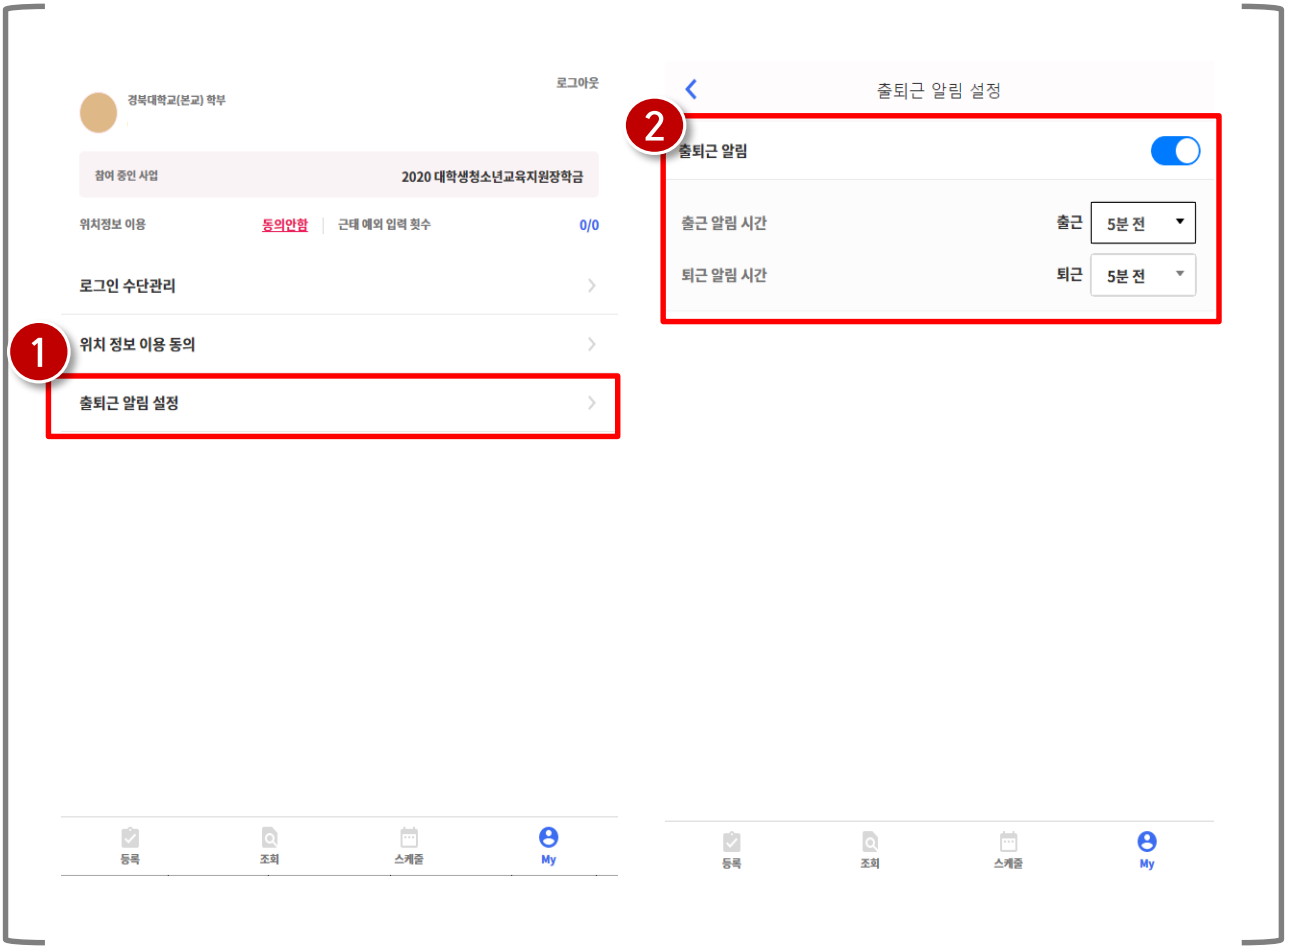 로그아웃
경북대학교(본교) 학부
참여 중인 사업 2020 대학생청소년교육지원장학금
위치정보 이용 동의안함 근태 예외 입력 횟수 0/0
로그인 수단관리
1
위치 정보 이용 동의
출퇴근 알림 설정
등록 조회 스케줄 My
출퇴근 알림 설정
2
출퇴근 알림
출근 알림 시간 출근 5분 전
퇴근 알림 시간 퇴근 5분 전
등록 조회 스케줄 My